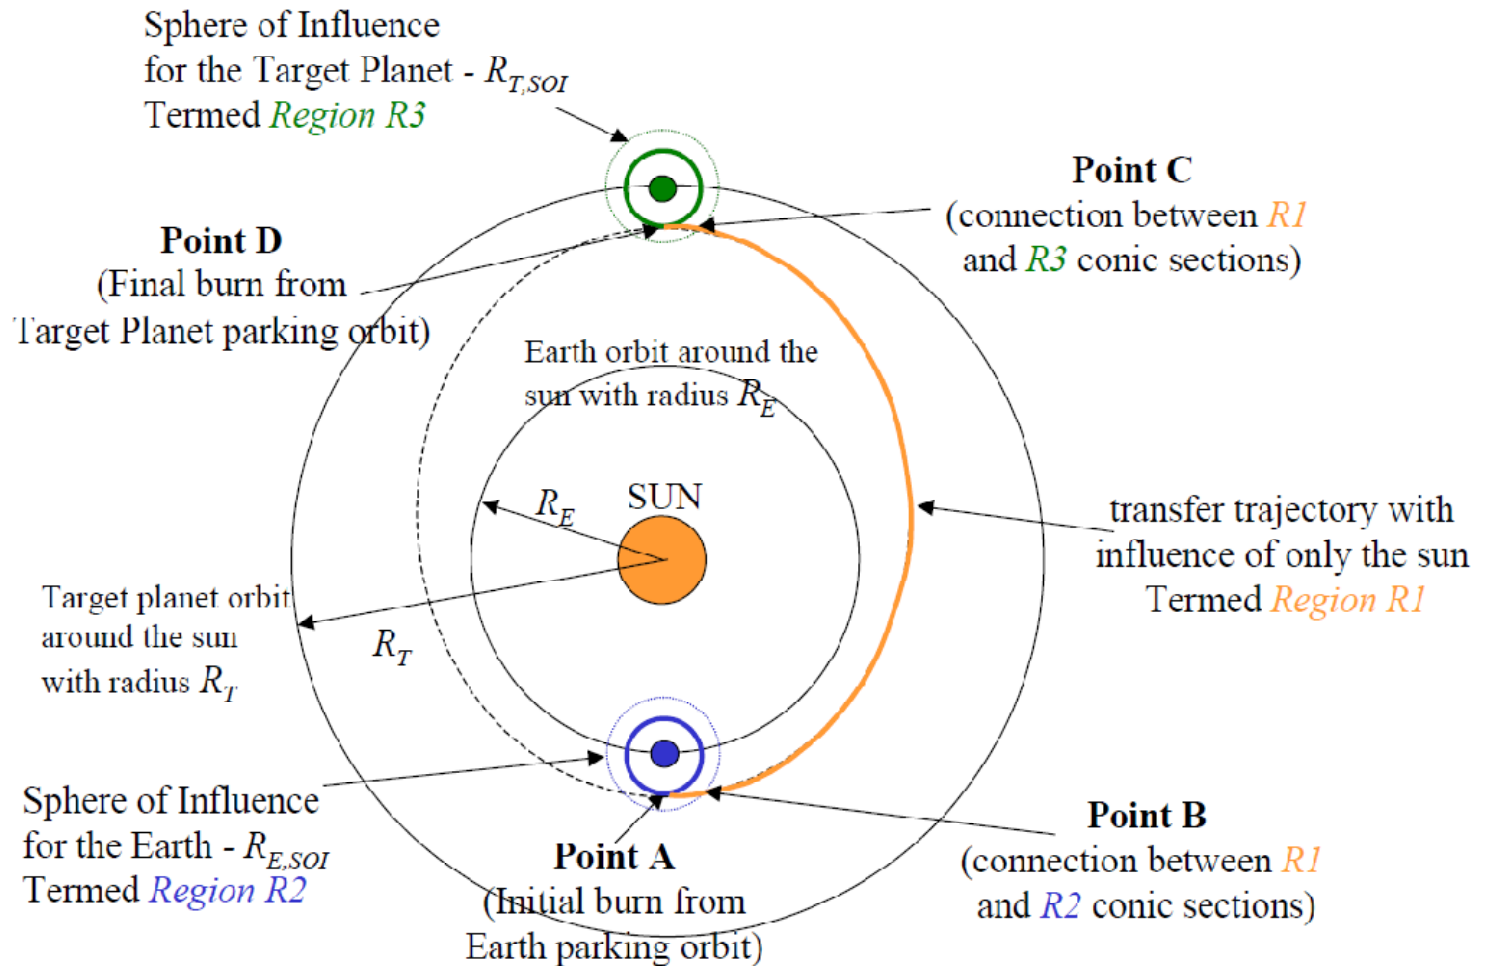 Sphere of Influence
for the Target Planet - R_{T,SOI}
Termed Region R3
Point C
(connection between R1
and R3 conic sections)
Point D
(Final burn from
Target Planet parking orbit)
Earth orbit around the
sun with radius R_E
R_E
SUN
transfer trajectory with
influence of only the sun
Termed Region R1
Target planet orbit
around the sun
with radius R_T
R_T
Sphere of Influence
for the Earth - R_{E,SOI}
Termed Region R2
Point A
(Initial burn from
Earth parking orbit)
Point B
(connection between R1
and R2 conic sections)